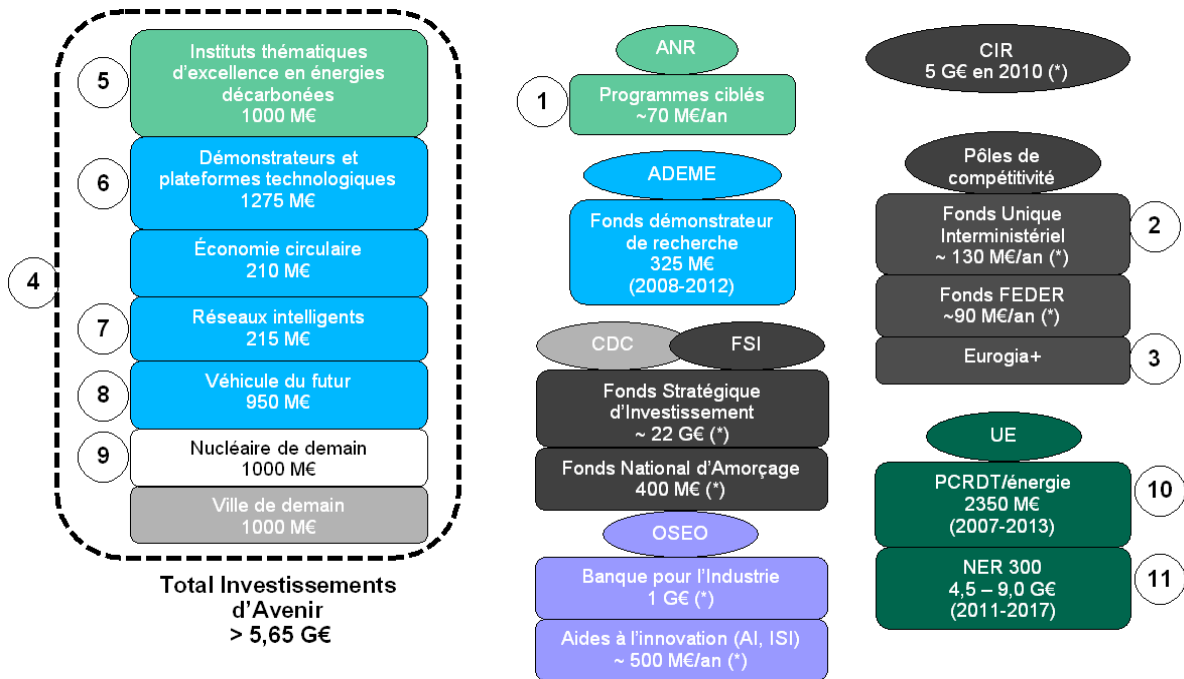 4
5
Instituts thématiques
d'excellence en énergies
décarbonées
1000 M€
6
Démonstrateurs et
plateformes technologiques
1275 M€
Économie circulaire
210 M€
7
Réseaux intelligents
215 M€
8
Véhicule du futur
950 M€
9
Nucléaire de demain
1000 M€
Ville de demain
1000 M€
Total Investissements
d'Avenir
> 5,65 G€
ANR
1
Programmes ciblés
~70 M€/an
ADEME
Fonds démonstrateur
de recherche
325 M€
(2008-2012)
CDC
FSI
Fonds Stratégique
d'Investissement
~ 22 G€ (*)
Fonds National d'Amorçage
400 M€ (*)
OSEO
Banque pour l'Industrie
1 G€ (*)
Aides à l'innovation (AI, ISI)
~ 500 M€/an (*)
CIR
5 G€ en 2010 (*)
Pôles de
compétitivité
Fonds Unique
Interministériel
~ 130 M€/an (*)
2
Fonds FEDER
~90 M€/an (*)
Eurogia+
3
UE
PCRDT/énergie
2350 M€
(2007-2013)
10
NER 300
4,5 – 9,0 G€
(2011-2017)
11